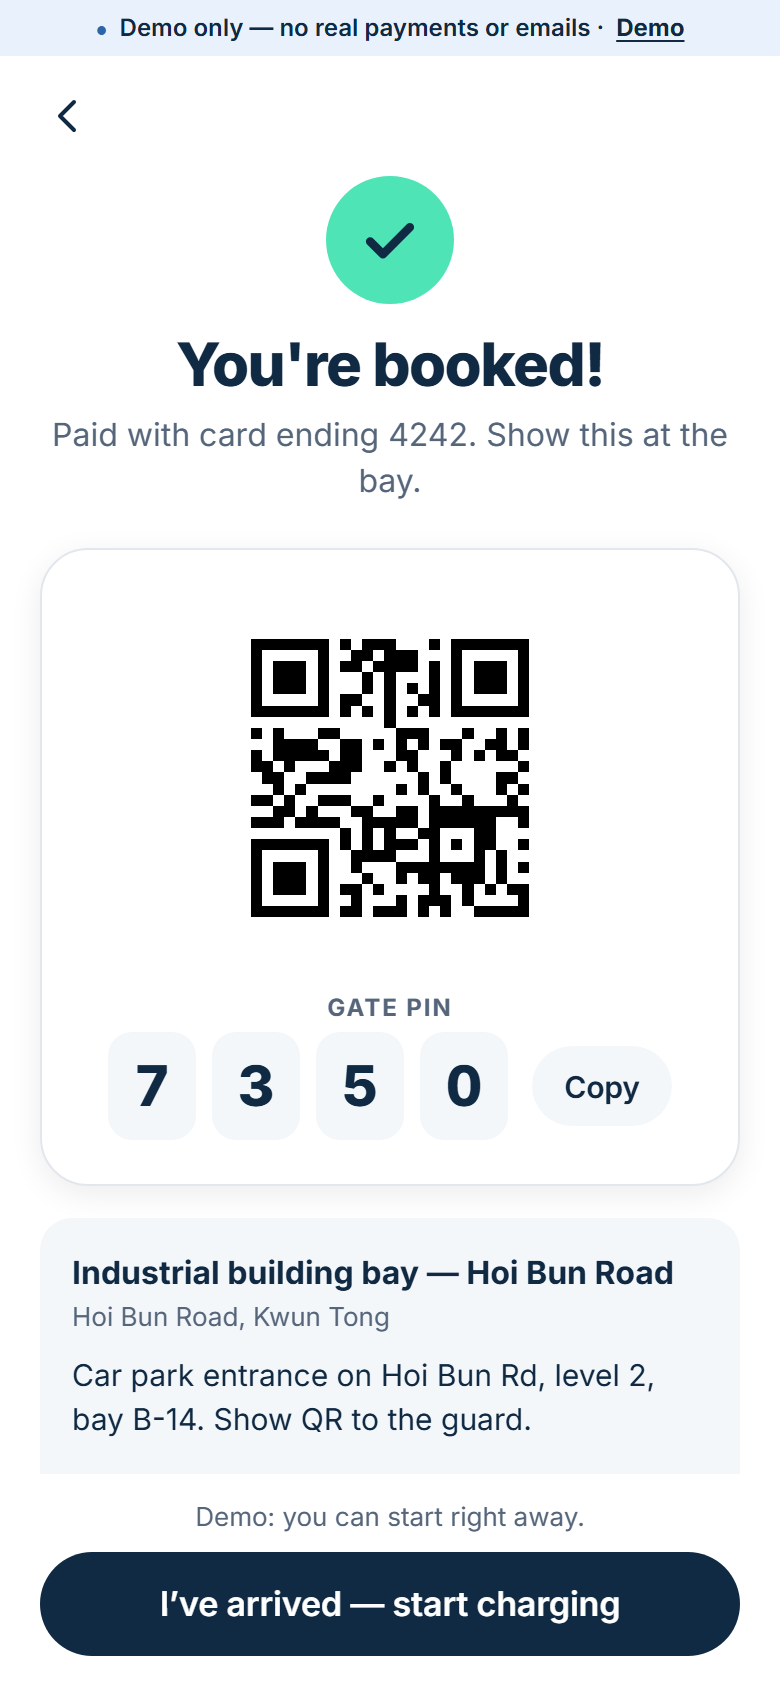 Demo only — no real payments or emails · Demo
You're booked!
Paid with card ending 4242. Show this at the
bay.
GATE PIN
7 3 5 0 Copy
Industrial building bay — Hoi Bun Road
Hoi Bun Road, Kwun Tong
Car park entrance on Hoi Bun Rd, level 2,
bay B-14. Show QR to the guard.
Demo: you can start right away.
I’ve arrived — start charging